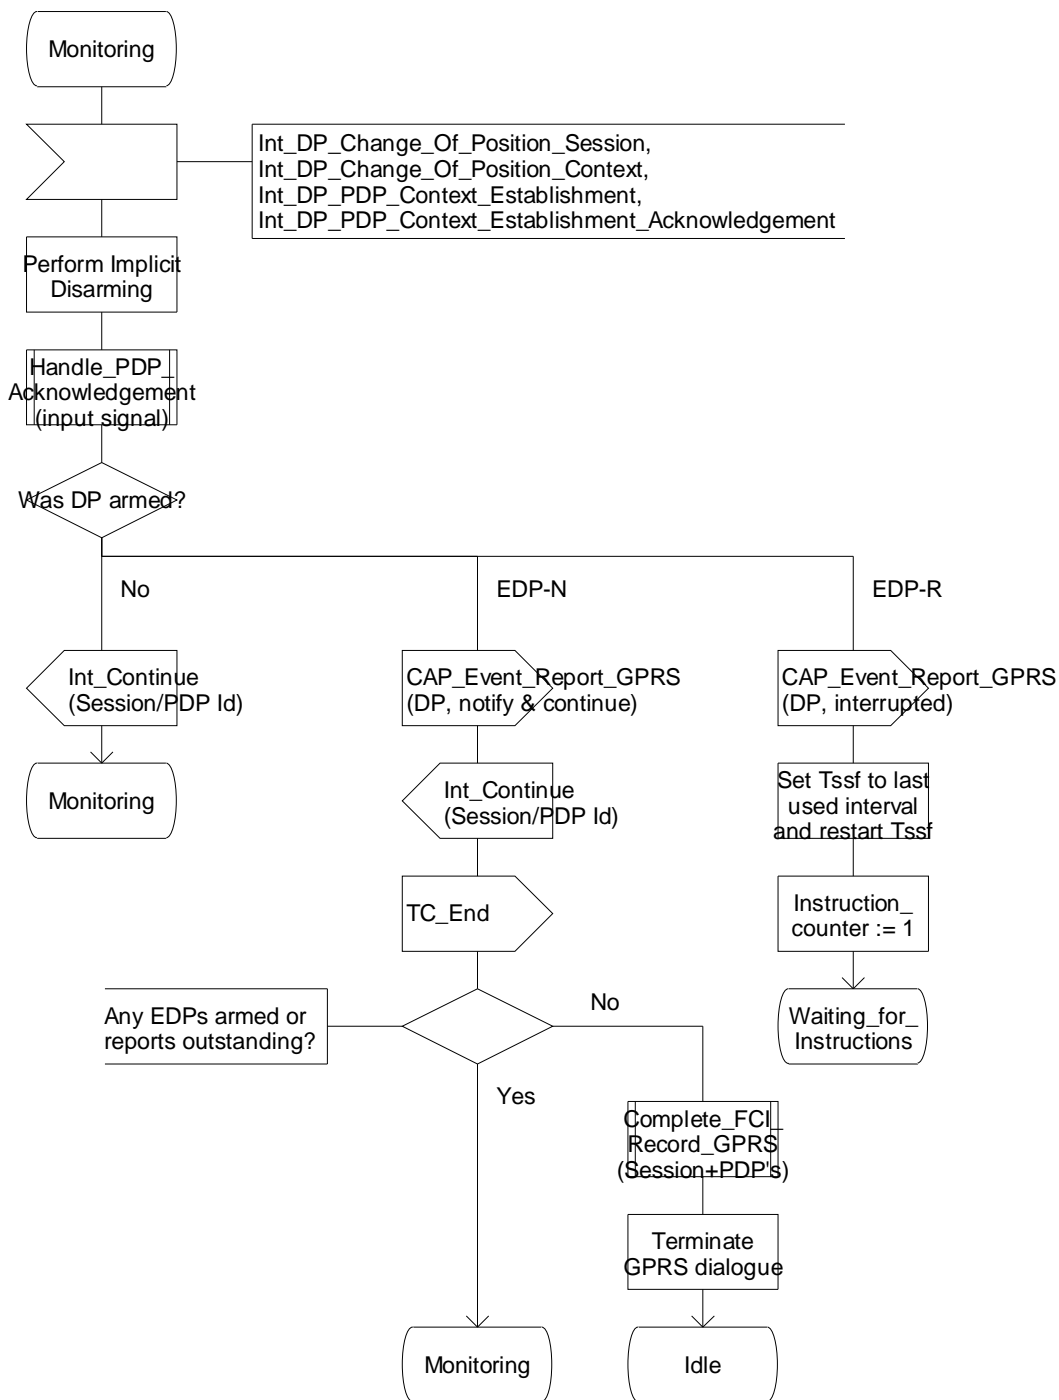 Monitoring
Int_DP_Change_Of_Position_Session,
Int_DP_Change_Of_Position_Context,
Int_DP_PDP_Context_Establishment,
Int_DP_PDP_Context_Establishment_Acknowledgement
Perform Implicit
Disarming
Handle_PDP_
Acknowledgement
(input signal)
Was DP armed?
No
EDP-N
EDP-R
Int_Continue
(Session/PDP Id)
CAP_Event_Report_GPRS
(DP, notify & continue)
CAP_Event_Report_GPRS
(DP, interrupted)
Monitoring
Int_Continue
(Session/PDP Id)
Set Tssf to last
used interval
and restart Tssf
TC_End
Instruction_
counter := 1
Any EDPs armed or
reports outstanding?
No
Yes
Waiting_for_
Instructions
Complete_FCI_
Record_GPRS
(Session+PDP's)
Terminate
GPRS dialogue
Monitoring
Idle